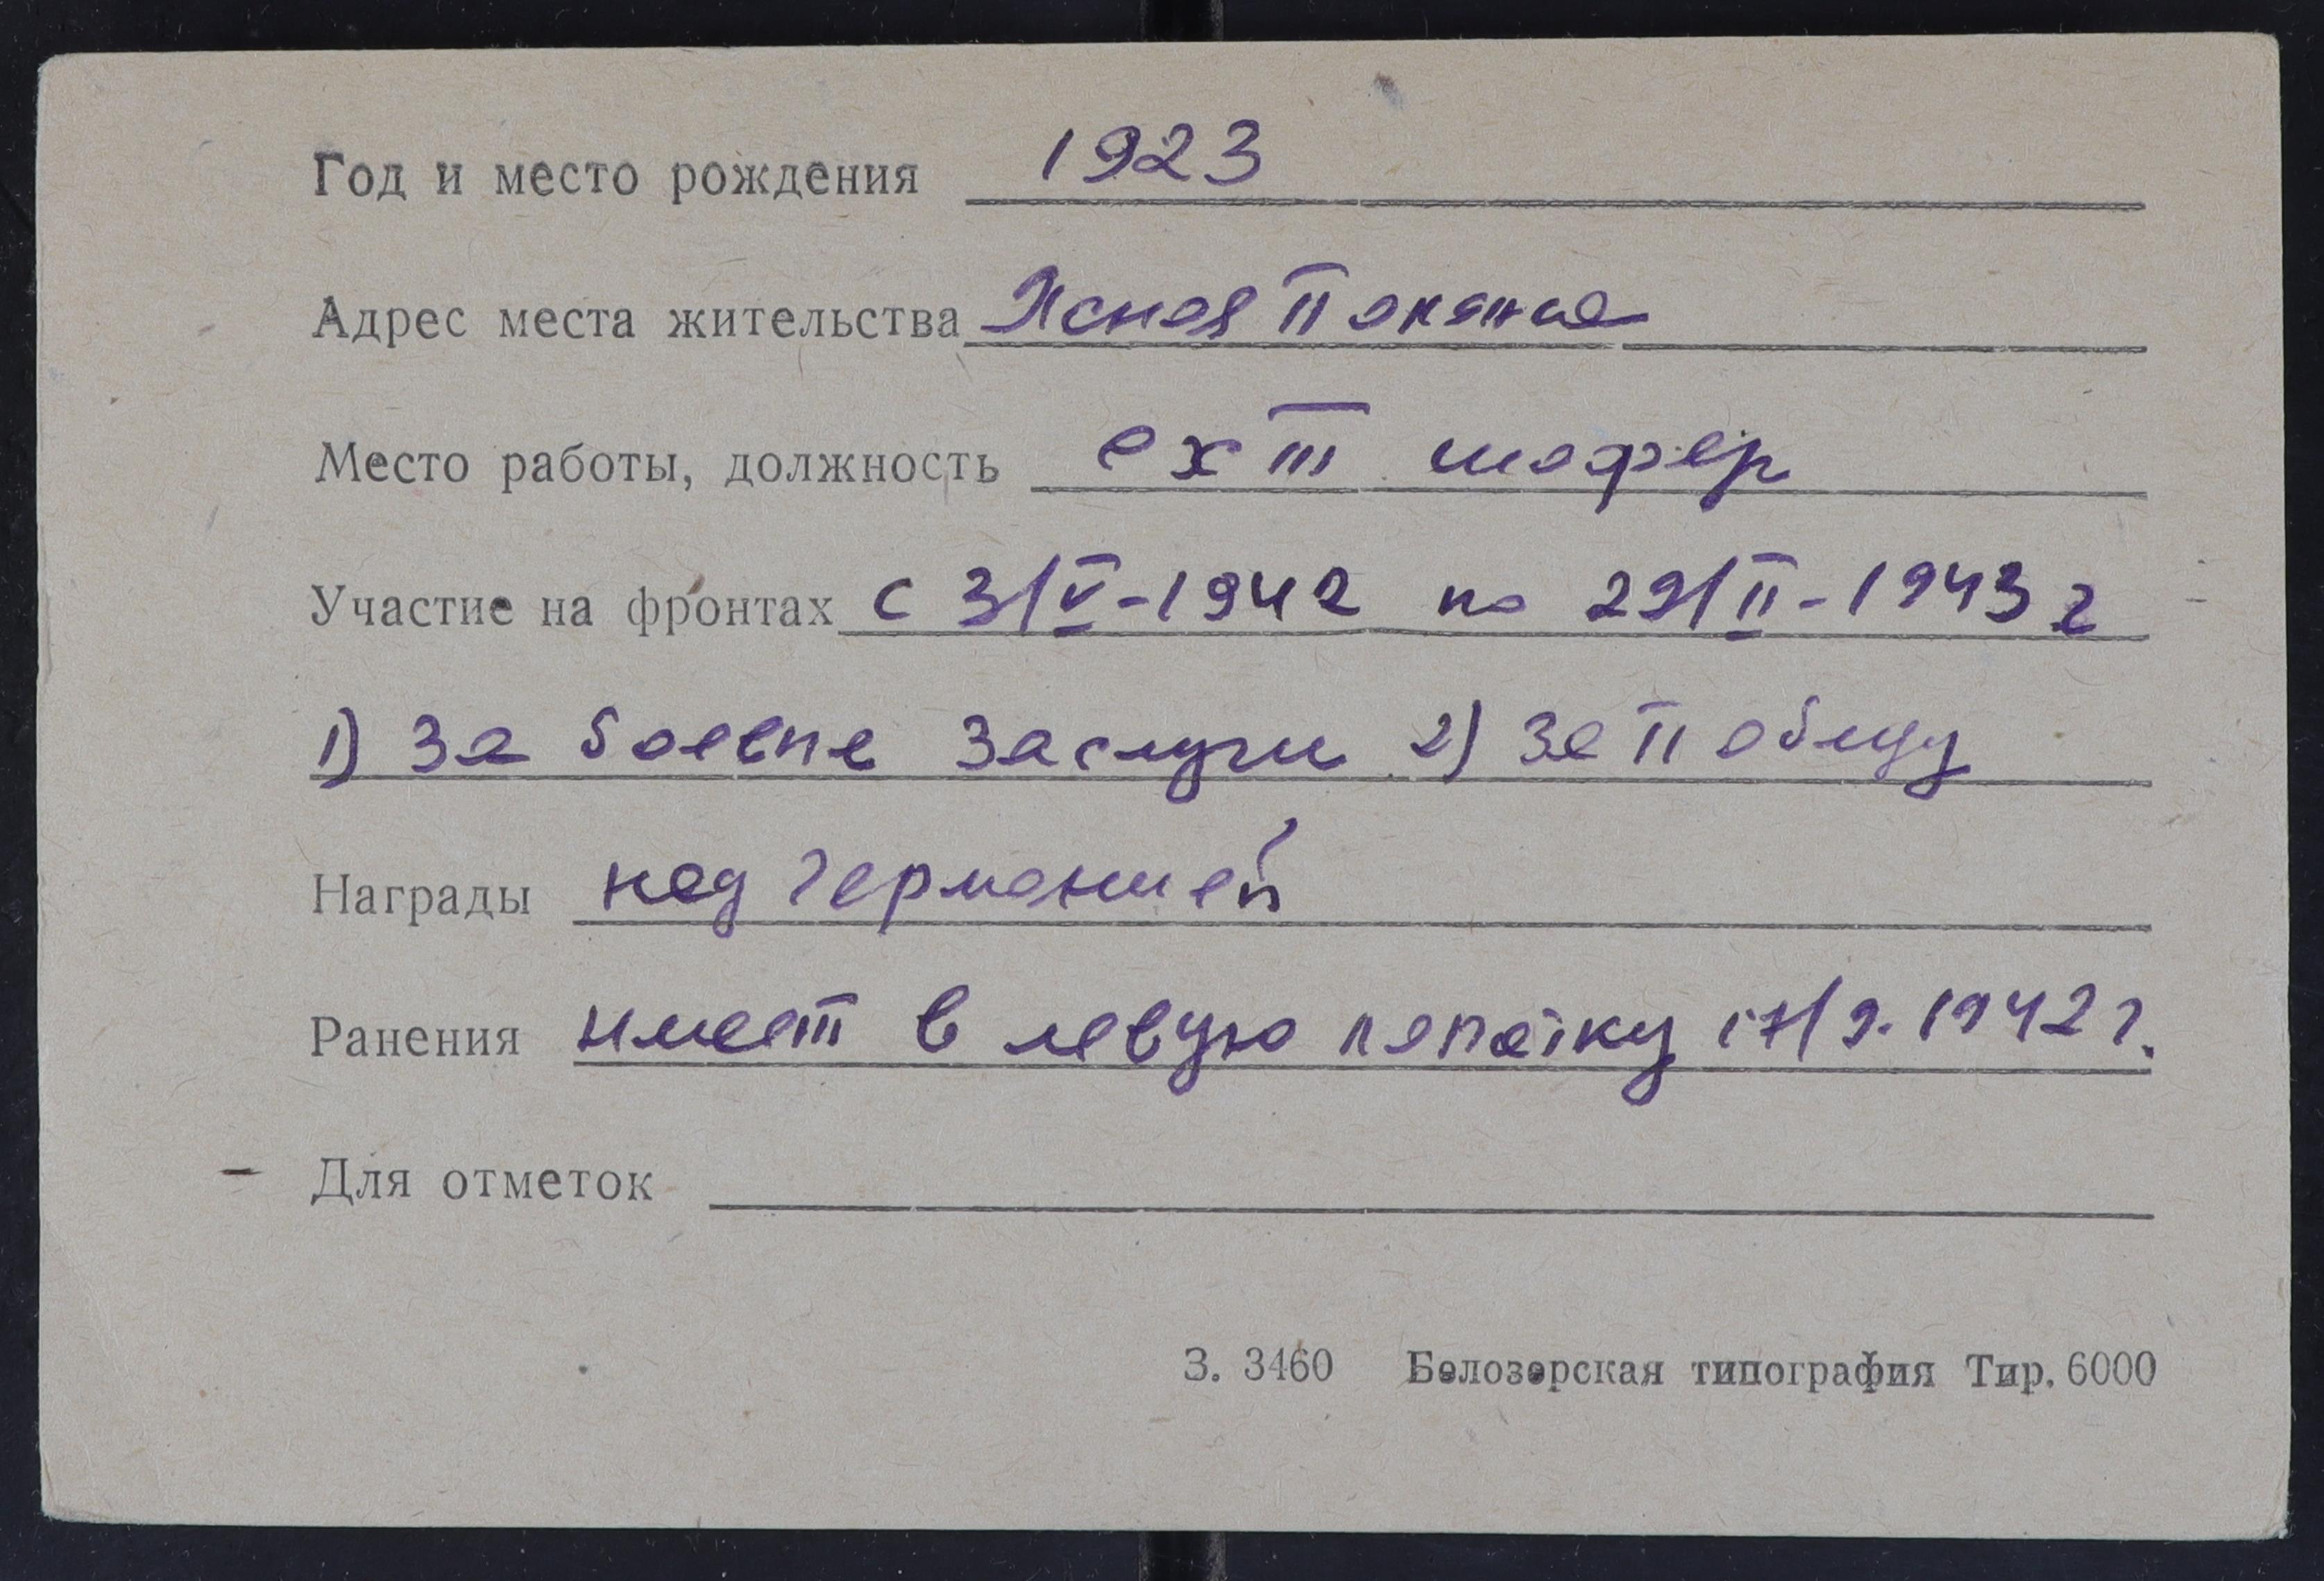 Год и место рождения 1923
Адрес места жительства Ясная Поляна
Место работы, должность схт шофер
Участие на фронтах с 3/V-1942 по 29/II-1943 г
1) За боевые заслуги 2) За Победу
Награды над Германией
Ранения имеет в левую лопатку 17/9. 1942 г.
– Для отметок
З. 3460 Белозерская типография Тир. 6000